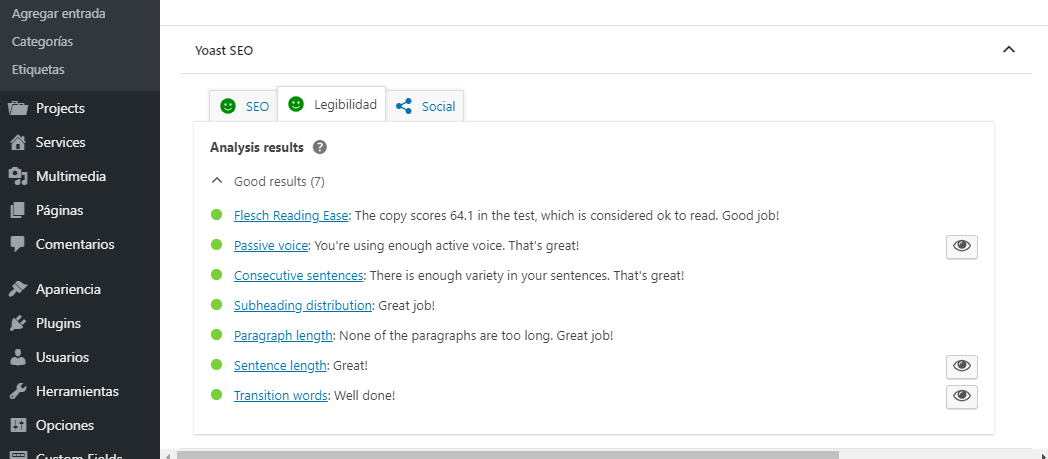 Agregar entrada
Categorías
Etiquetas
Projects
Services
Multimedia
Páginas
Comentarios
Apariencia
Plugins
Usuarios
Herramientas
Opciones
Custom Fields
Yoast SEO
SEO
Legibilidad
Social
Analysis results
Good results (7)
Flesch Reading Ease: The copy scores 64.1 in the test, which is considered ok to read. Good job!
Passive voice: You're using enough active voice. That's great!
Consecutive sentences: There is enough variety in your sentences. That's great!
Subheading distribution: Great job!
Paragraph length: None of the paragraphs are too long. Great job!
Sentence length: Great!
Transition words: Well done!